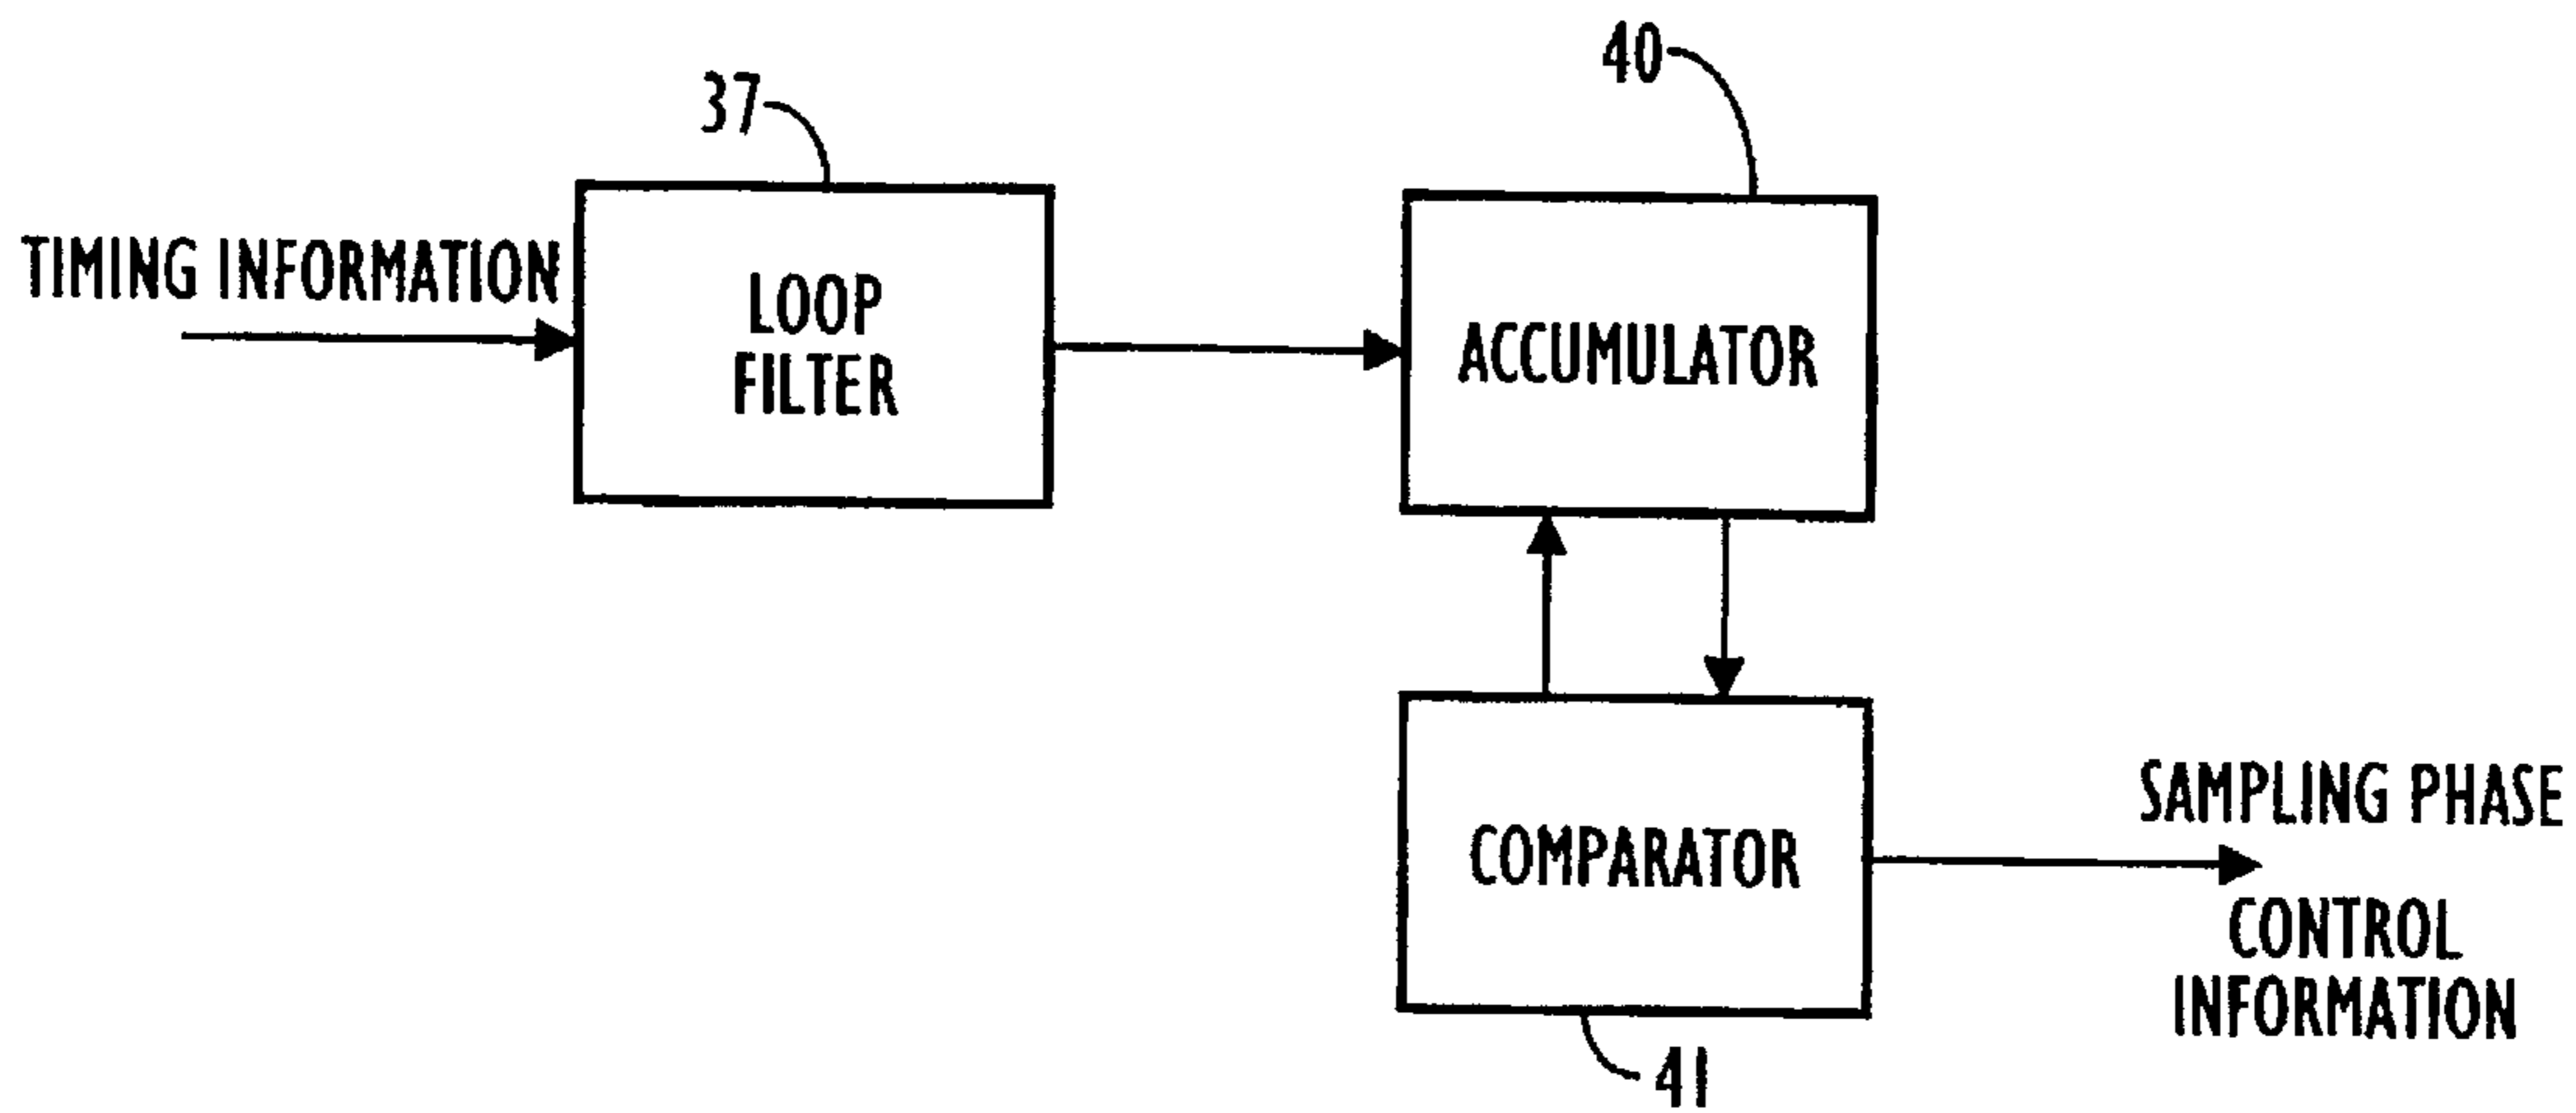 40
37
TIMING INFORMATION
LOOP
FILTER
ACCUMULATOR
COMPARATOR
SAMPLING PHASE
CONTROL
INFORMATION
41